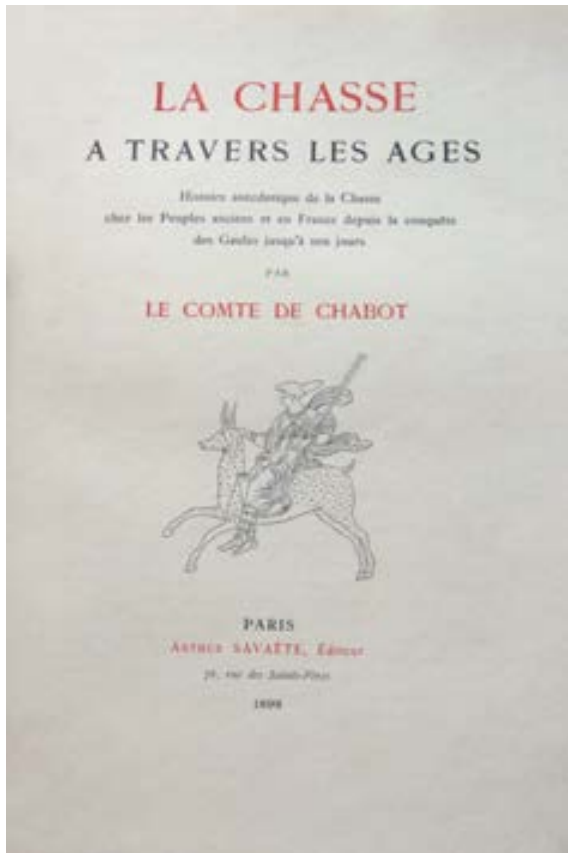 LA CHASSE
A TRAVERS LES AGES
Histoire anecdotique de la Chasse
chez les Peuples anciens et en France depuis la conquête
des Gaules jusqu'à nos jours
PAR
LE COMTE DE CHABOT
PARIS
ARTHUR SAVAÈTE, Éditeur
rue des Saints-Pères